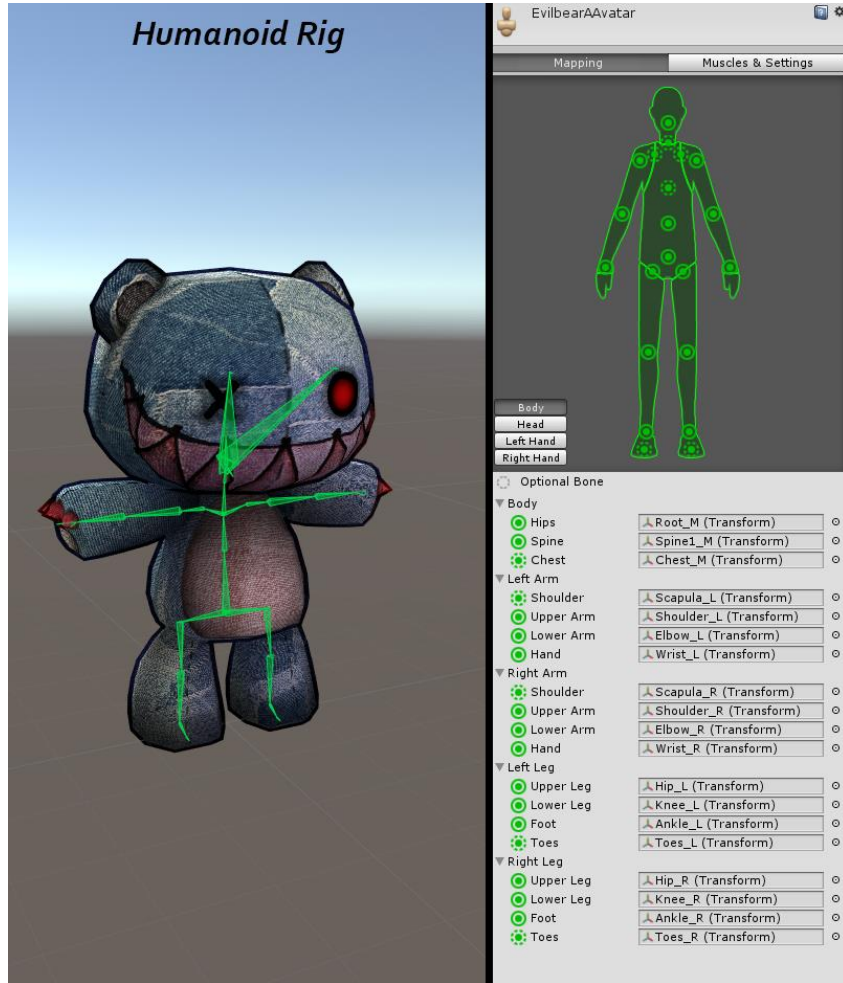 Humanoid Rig
EvilbearAAvatar
Mapping
Muscles & Settings
Body
Head
Left Hand
Right Hand
Optional Bone
Body
Hips Root_M (Transform)
Spine Spine1_M (Transform)
Chest Chest_M (Transform)
Left Arm
Shoulder Scapula_L (Transform)
Upper Arm Shoulder_L (Transform)
Lower Arm Elbow_L (Transform)
Hand Wrist_L (Transform)
Right Arm
Shoulder Scapula_R (Transform)
Upper Arm Shoulder_R (Transform)
Lower Arm Elbow_R (Transform)
Hand Wrist_R (Transform)
Left Leg
Upper Leg Hip_L (Transform)
Lower Leg Knee_L (Transform)
Foot Ankle_L (Transform)
Toes Toes_L (Transform)
Right Leg
Upper Leg Hip_R (Transform)
Lower Leg Knee_R (Transform)
Foot Ankle_R (Transform)
Toes Toes_R (Transform)